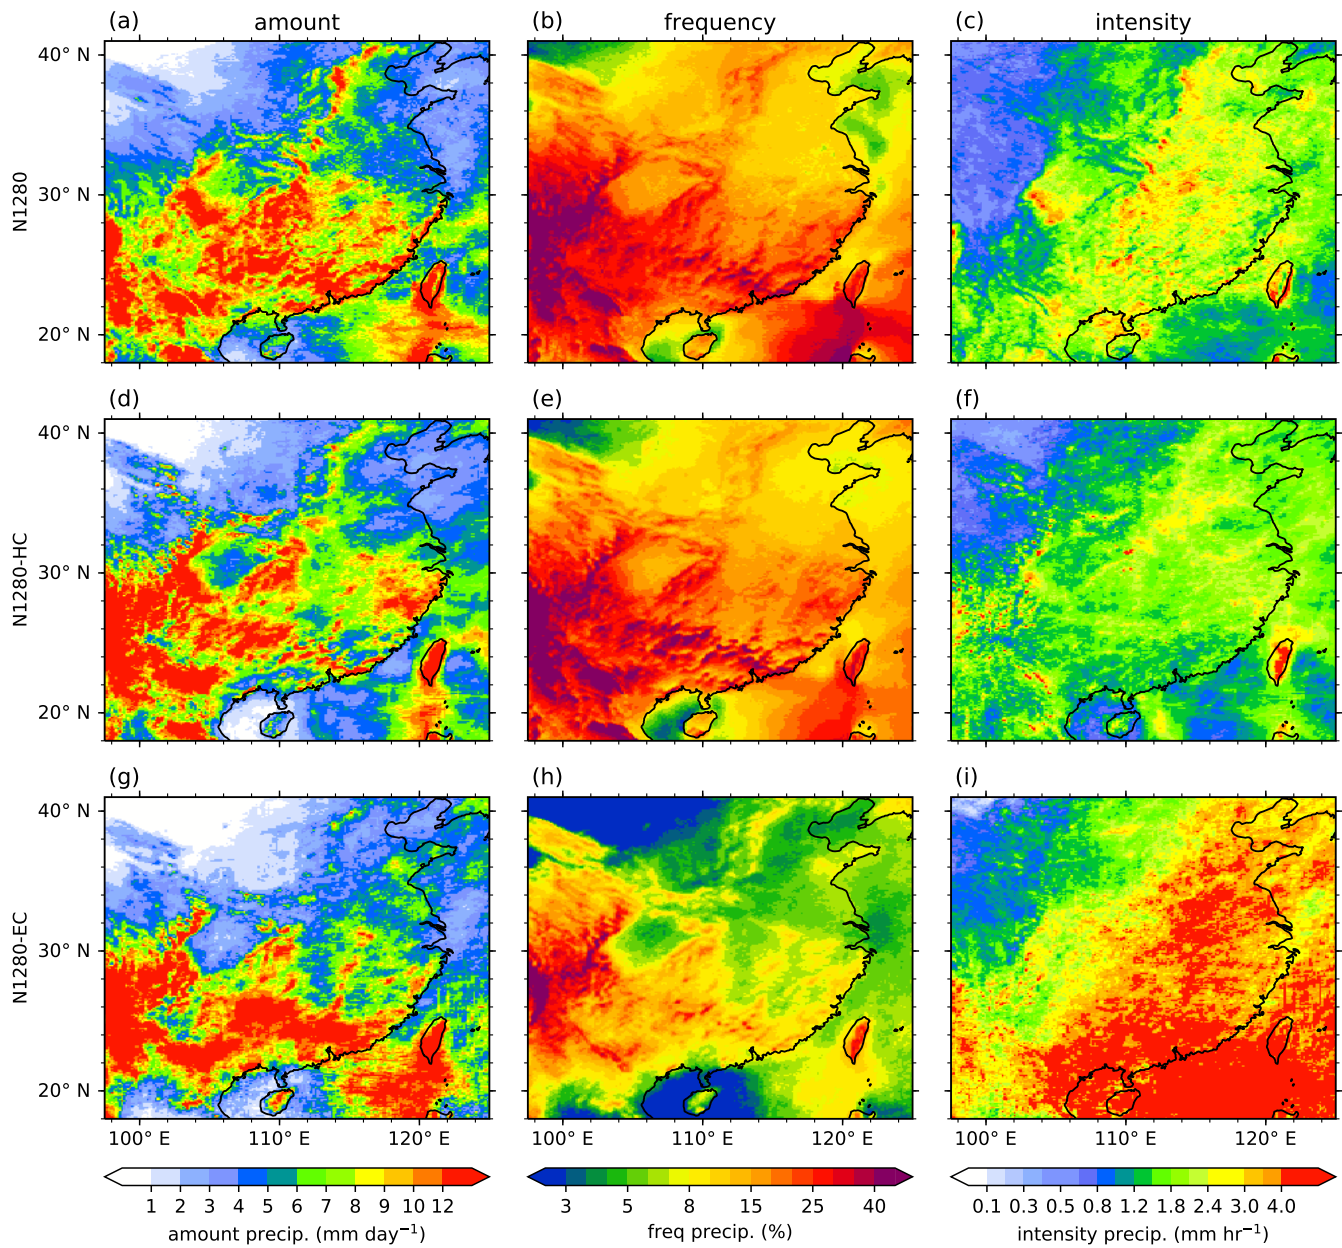 (a) amount (b) frequency (c) intensity
40° N
30° N
20° N
N1280
(d) (e) (f)
40° N
30° N
20° N
N1280-HC
(g) (h) (i)
40° N
30° N
20° N
N1280-EC
100° E 110° E 120° E 100° E 110° E 120° E 100° E 110° E 120° E
1 2 3 4 5 6 7 8 9 10 12 3 5 8 15 25 40 0.1 0.3 0.5 0.8 1.2 1.8 2.4 3.0 4.0
amount precip. (mm day⁻¹) freq precip. (%) intensity precip. (mm hr⁻¹)